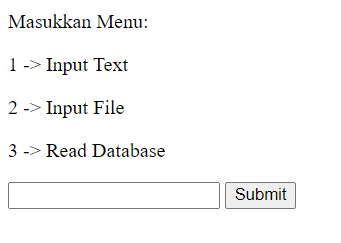 Masukkan Menu:
1 -> Input Text
2 -> Input File
3 -> Read Database
Submit